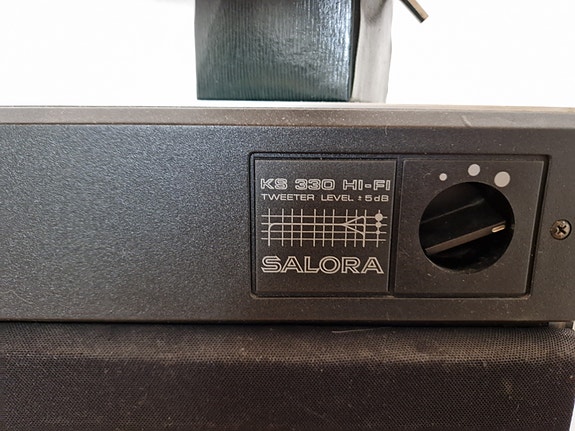 KS 330 HI-FI
TWEETER LEVEL ± 5dB
SALORA